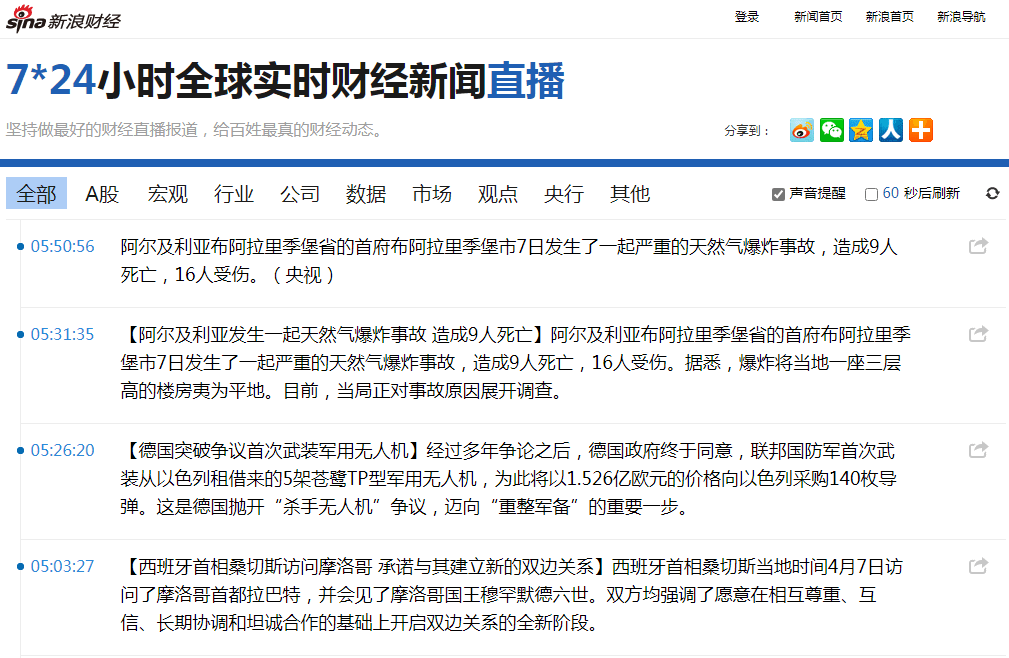 sina新浪财经
登录 新闻首页 新浪首页 新浪导航
7*24小时全球实时财经新闻直播
坚持做最好的财经直播报道，给百姓最真的财经动态。
分享到：
全部 A股 宏观 行业 公司 数据 市场 观点 央行 其他 声音提醒 60 秒后刷新
05:50:56 阿尔及利亚布阿拉里季堡省的首府布阿拉里季堡市7日发生了一起严重的天然气爆炸事故，造成9人
死亡，16人受伤。（央视）
05:31:35 【阿尔及利亚发生一起天然气爆炸事故 造成9人死亡】阿尔及利亚布阿拉里季堡省的首府布阿拉里季
堡市7日发生了一起严重的天然气爆炸事故，造成9人死亡，16人受伤。据悉，爆炸将当地一座三层
高的楼房夷为平地。目前，当局正对事故原因展开调查。
05:26:20 【德国突破争议首次武装军用无人机】经过多年争论之后，德国政府终于同意，联邦国防军首次武
装从以色列租借来的5架苍鹭TP型军用无人机，为此将以1.526亿欧元的价格向以色列采购140枚导
弹。这是德国抛开“杀手无人机”争议，迈向“重整军备”的重要一步。
05:03:27 【西班牙首相桑切斯访问摩洛哥 承诺与其建立新的双边关系】西班牙首相桑切斯当地时间4月7日访
问了摩洛哥首都拉巴特，并会见了摩洛哥国王穆罕默德六世。双方均强调了愿意在相互尊重、互
信、长期协调和坦诚合作的基础上开启双边关系的全新阶段。